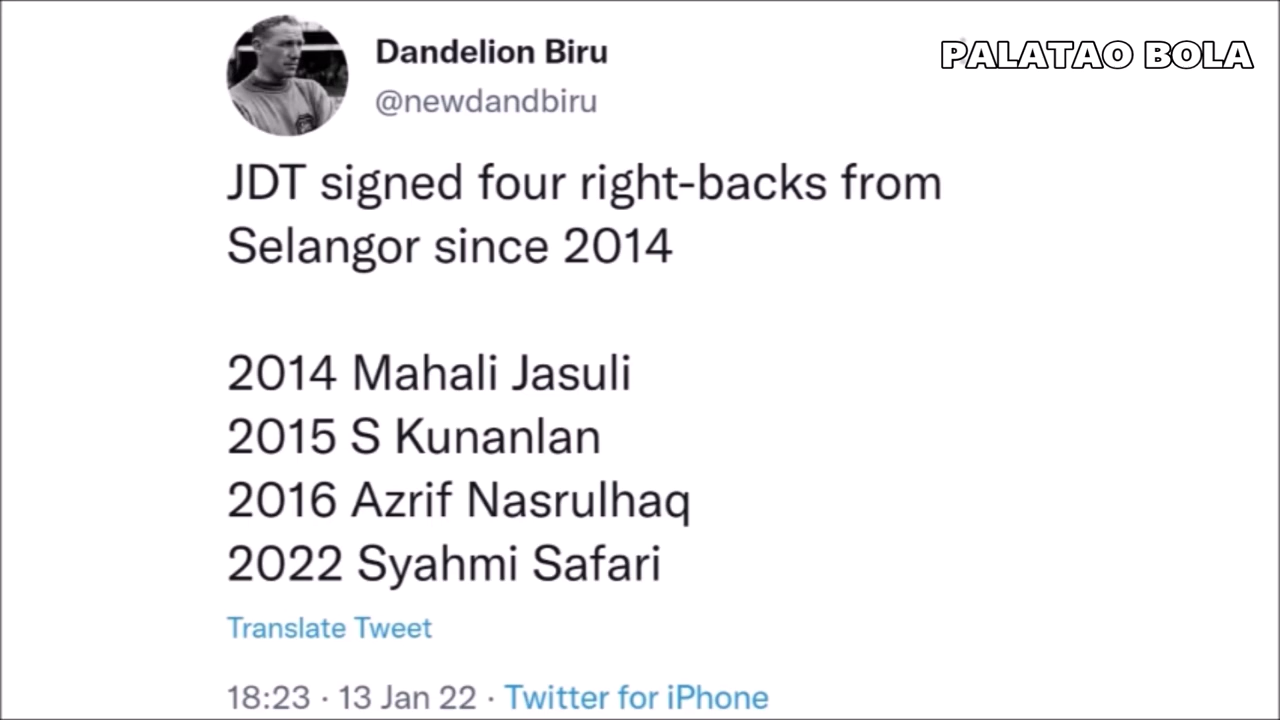 Dandelion Biru
PALATAO BOLA
@newdandbiru
JDT signed four right-backs from
Selangor since 2014
2014 Mahali Jasuli
2015 S Kunanlan
2016 Azrif Nasrulhaq
2022 Syahmi Safari
Translate Tweet
18:23 · 13 Jan 22 · Twitter for iPhone